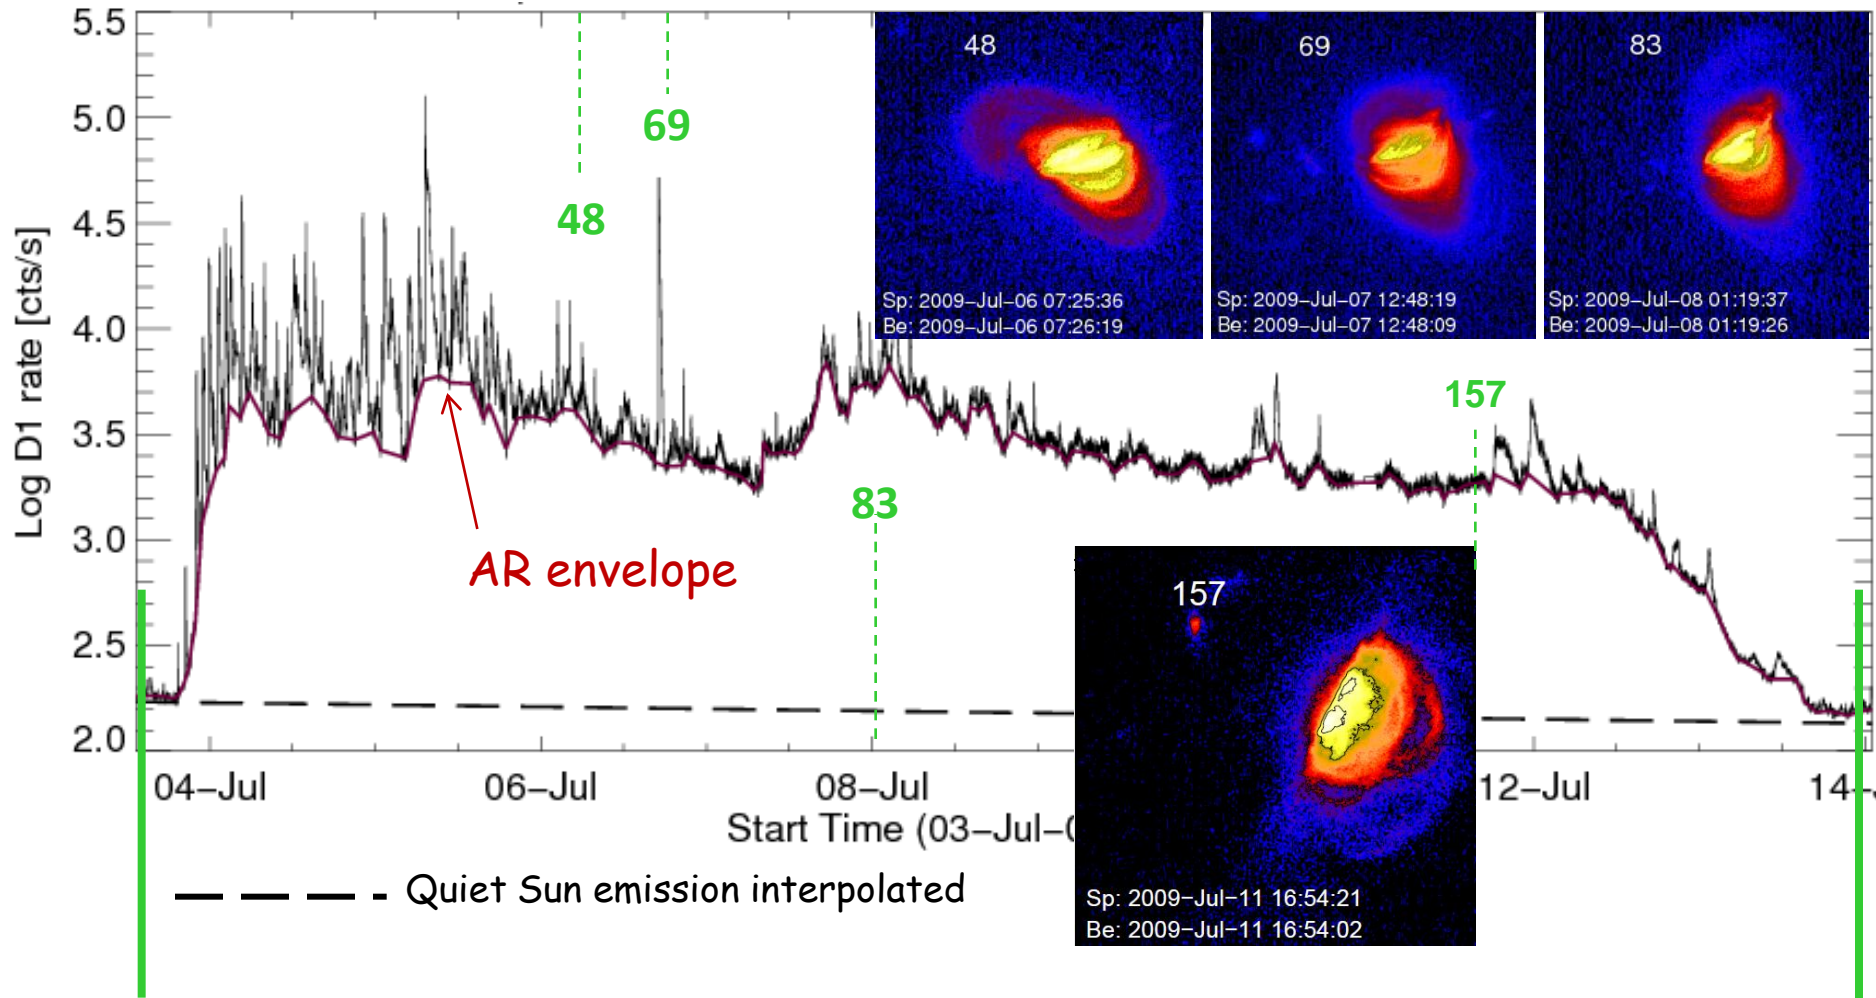 5.5
5.0
4.5
4.0
3.5
3.0
2.5
2.0
Log D1 rate [cts/s]
48
69
83
157
AR envelope
48
Sp: 2009-Jul-06 07:25:36
Be: 2009-Jul-06 07:26:19
69
Sp: 2009-Jul-07 12:48:19
Be: 2009-Jul-07 12:48:09
83
Sp: 2009-Jul-08 01:19:37
Be: 2009-Jul-08 01:19:26
157
Sp: 2009-Jul-11 16:54:21
Be: 2009-Jul-11 16:54:02
04-Jul 06-Jul 08-Jul 12-Jul 14-
Start Time (03-Jul-
Quiet Sun emission interpolated